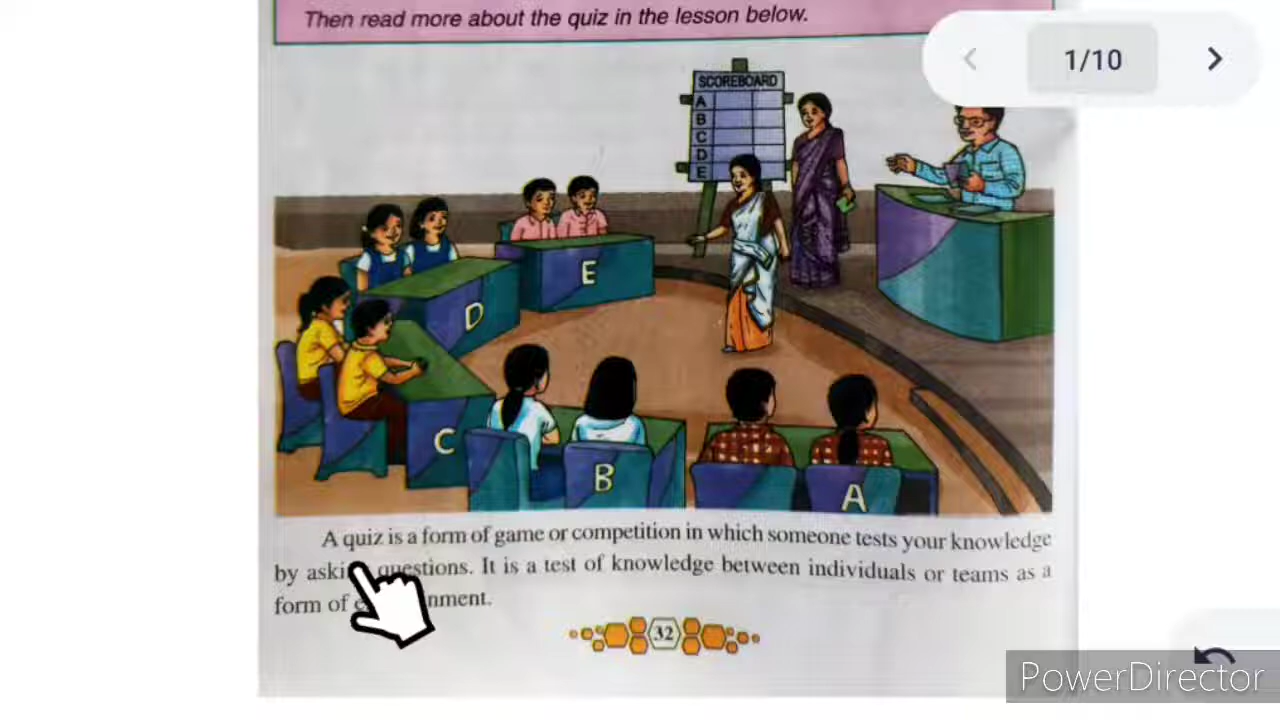 Then read more about the quiz in the lesson below.
1/10
SCOREBOARD
A
B
C
D
E
E
D
C
B
A
A quiz is a form of game or competition in which someone tests your knowledge
by questions. It is a test of knowledge between individuals or teams as a
form of
32
PowerDirector